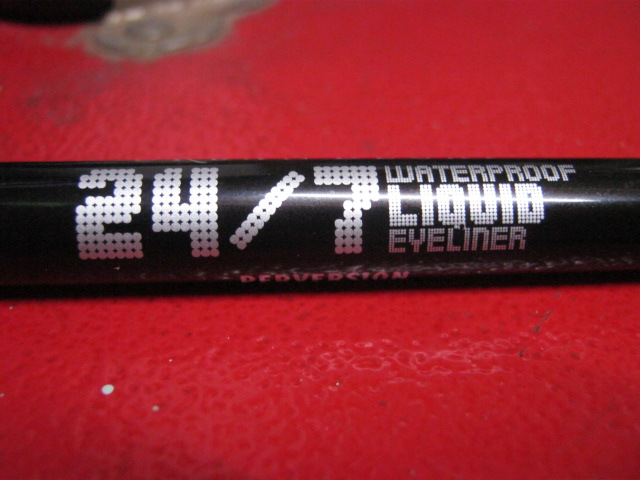 24/7
WATERPROOF
LIQUID
EYELINER
PERVERSION